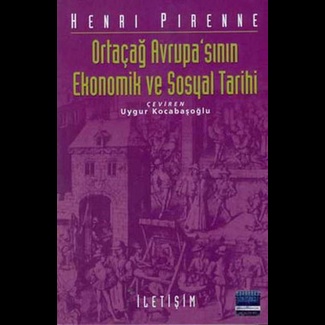 HENRI PIRENNE
Ortaçağ Avrupa'sının
Ekonomik ve Sosyal Tarihi
ÇEVİREN
Uygur Kocabaşoğlu
İLETİŞİM